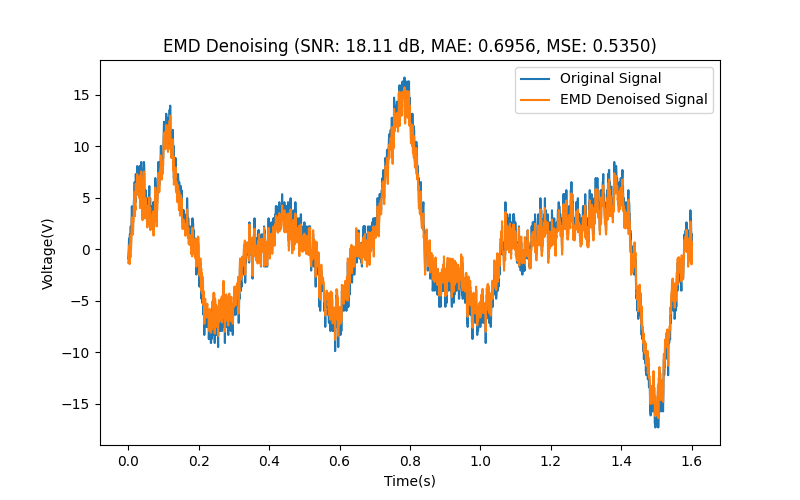 EMD Denoising (SNR: 18.11 dB, MAE: 0.6956, MSE: 0.5350)
Original Signal
EMD Denoised Signal
Voltage(V)
15
10
5
0
−5
−10
−15
0.0 0.2 0.4 0.6 0.8 1.0 1.2 1.4 1.6
Time(s)